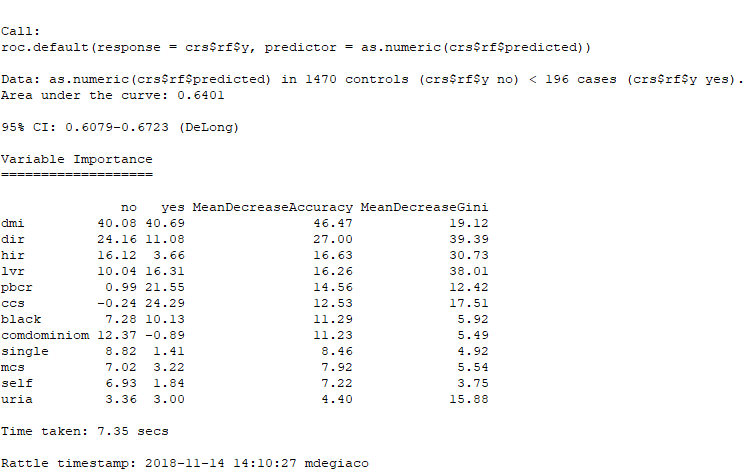 Call:
roc.default(response = crs$rf$y, predictor = as.numeric(crs$rf$predicted))
Data: as.numeric(crs$rf$predicted) in 1470 controls (crs$rf$y no) < 196 cases (crs$rf$y yes).
Area under the curve: 0.6401
95% CI: 0.6079-0.6723 (DeLong)
Variable Importance
===================
no yes MeanDecreaseAccuracy MeanDecreaseGini
dmi 40.08 40.69 46.47 19.12
dir 24.16 11.08 27.00 39.39
hir 16.12 3.66 16.63 30.73
lvr 10.04 16.31 16.26 38.01
pbcr 0.99 21.55 14.56 12.42
ccs -0.24 24.29 12.53 17.51
black 7.28 10.13 11.29 5.92
comdominiom 12.37 -0.89 11.23 5.49
single 8.82 1.41 8.46 4.92
mcs 7.02 3.22 7.92 5.54
self 6.93 1.84 7.22 3.75
uria 3.36 3.00 4.40 15.88
Time taken: 7.35 secs
Rattle timestamp: 2018-11-14 14:10:27 mdegiaco